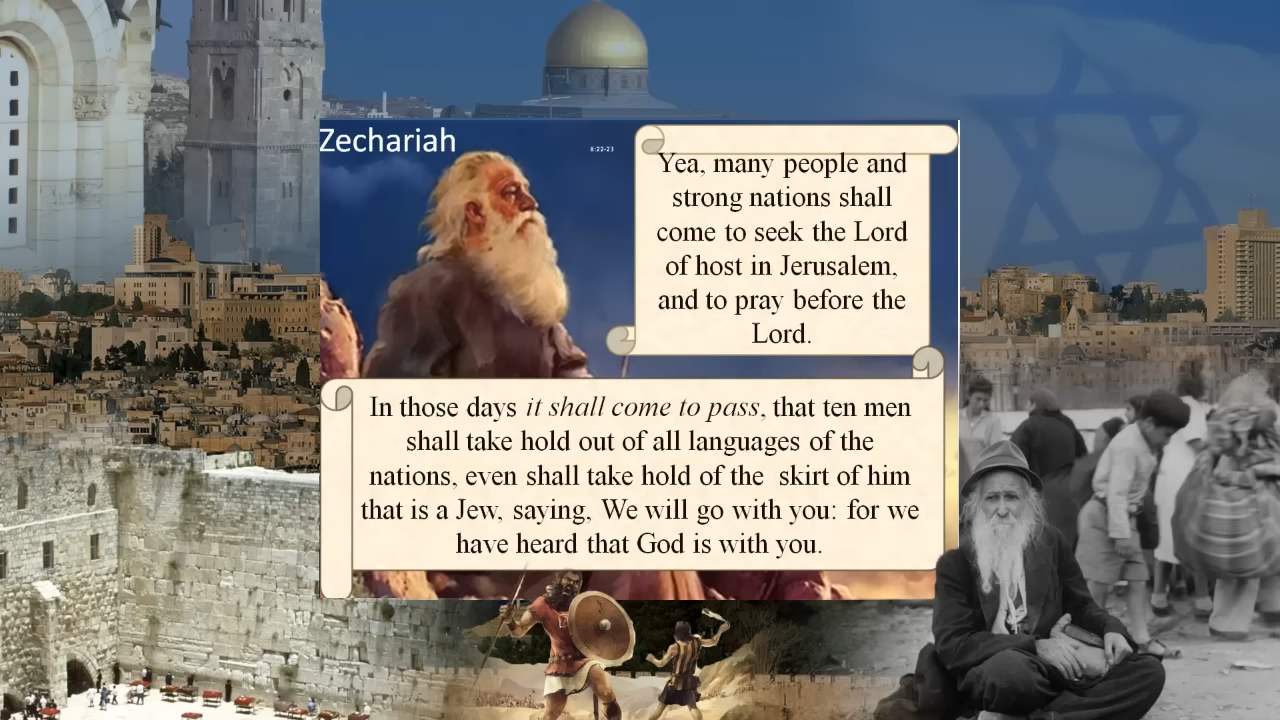 Zechariah
8:22-23
Yea, many people and
strong nations shall
come to seek the Lord
of host in Jerusalem,
and to pray before the
Lord.
In those days it shall come to pass, that ten men
shall take hold out of all languages of the
nations, even shall take hold of the  skirt of him
that is a Jew, saying, We will go with you: for we
have heard that God is with you.